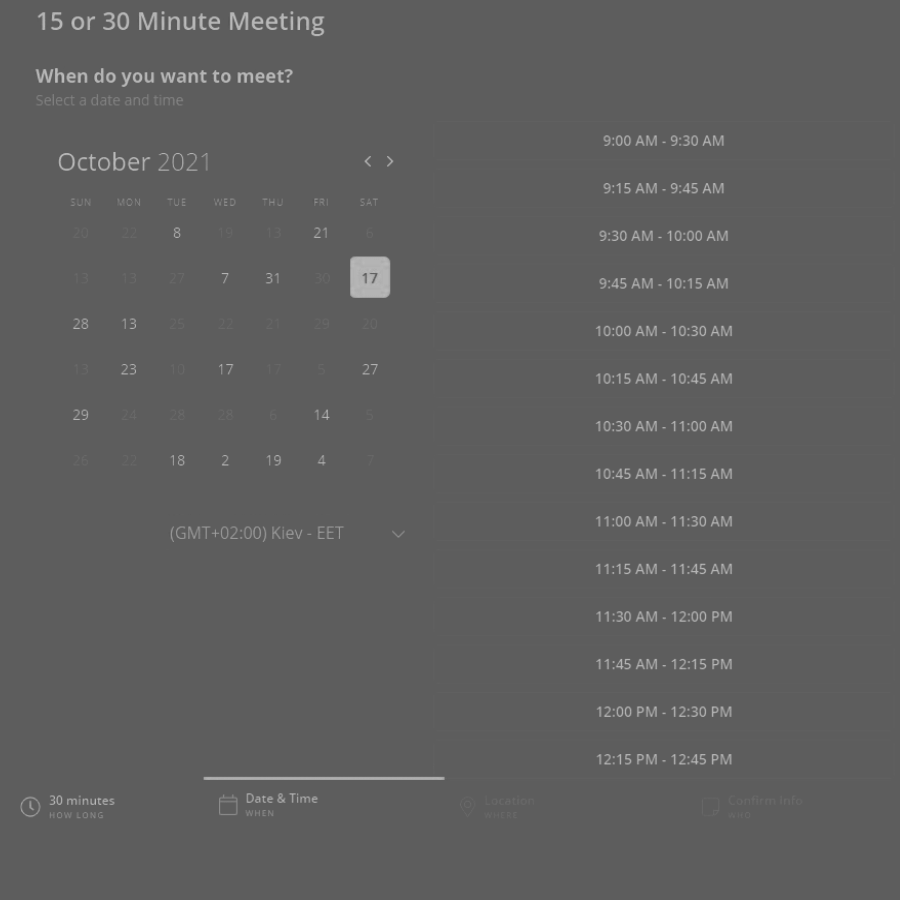 15 or 30 Minute Meeting
When do you want to meet?
Select a date and time
October 2021
SUN MON TUE WED THU FRI SAT
20 22 8 19 13 21 6
13 13 27 7 31 30 17
28 13 25 22 21 29 20
13 23 10 17 17 5 27
29 24 28 28 6 14 5
26 22 18 2 19 4 7
(GMT+02:00) Kiev - EET
9:00 AM - 9:30 AM
9:15 AM - 9:45 AM
9:30 AM - 10:00 AM
9:45 AM - 10:15 AM
10:00 AM - 10:30 AM
10:15 AM - 10:45 AM
10:30 AM - 11:00 AM
10:45 AM - 11:15 AM
11:00 AM - 11:30 AM
11:15 AM - 11:45 AM
11:30 AM - 12:00 PM
11:45 AM - 12:15 PM
12:00 PM - 12:30 PM
12:15 PM - 12:45 PM
30 minutes
HOW LONG
Date & Time
WHEN
Location
WHERE
Confirm Info
WHO